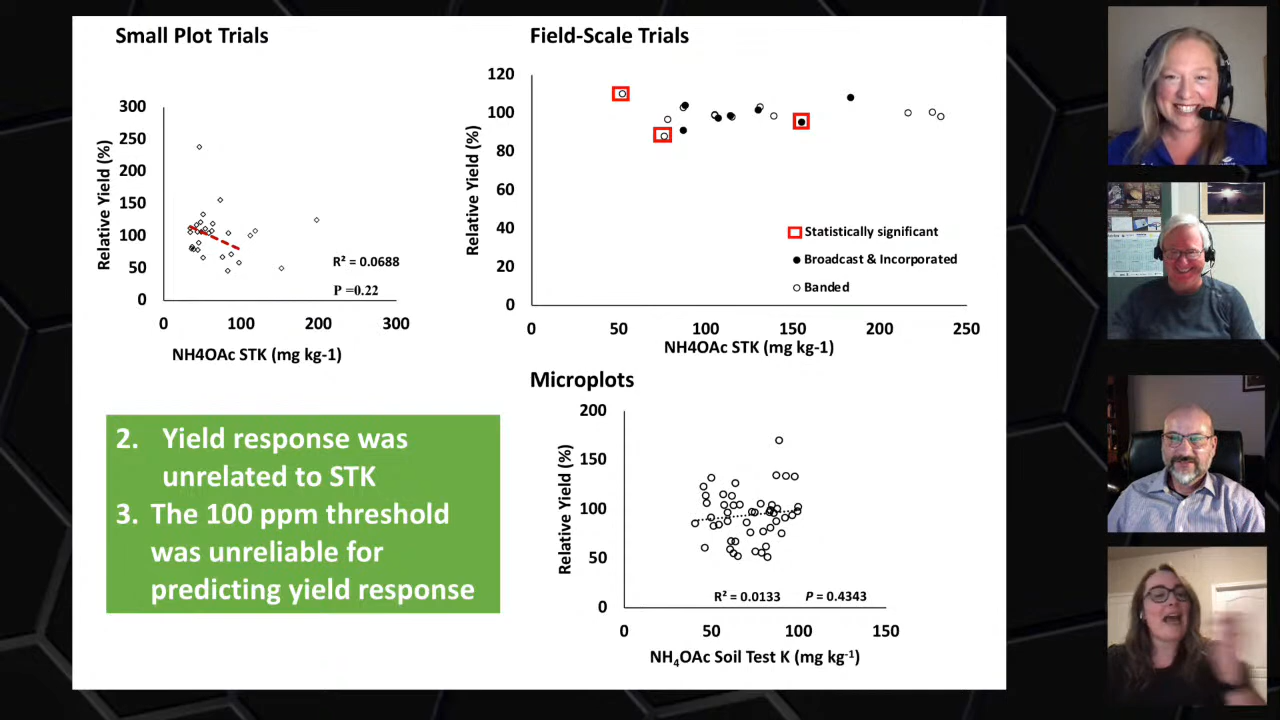 Small Plot Trials
300
250
200
150
100
50
0
Relative Yield (%)
R² = 0.0688
P =0.22
0 100 200 300
NH4OAc STK (mg kg-1)
Field-Scale Trials
120
100
80
60
40
20
0
Relative Yield (%)
Statistically significant
Broadcast & Incorporated
Banded
0 50 100 150 200 250
NH4OAc STK (mg kg-1)
2. Yield response was
unrelated to STK
3. The 100 ppm threshold
was unreliable for
predicting yield response
Microplots
200
150
100
50
0
Relative Yield (%)
R² = 0.0133 P = 0.4343
0 50 100 150
NH₄OAc Soil Test K (mg kg⁻¹)